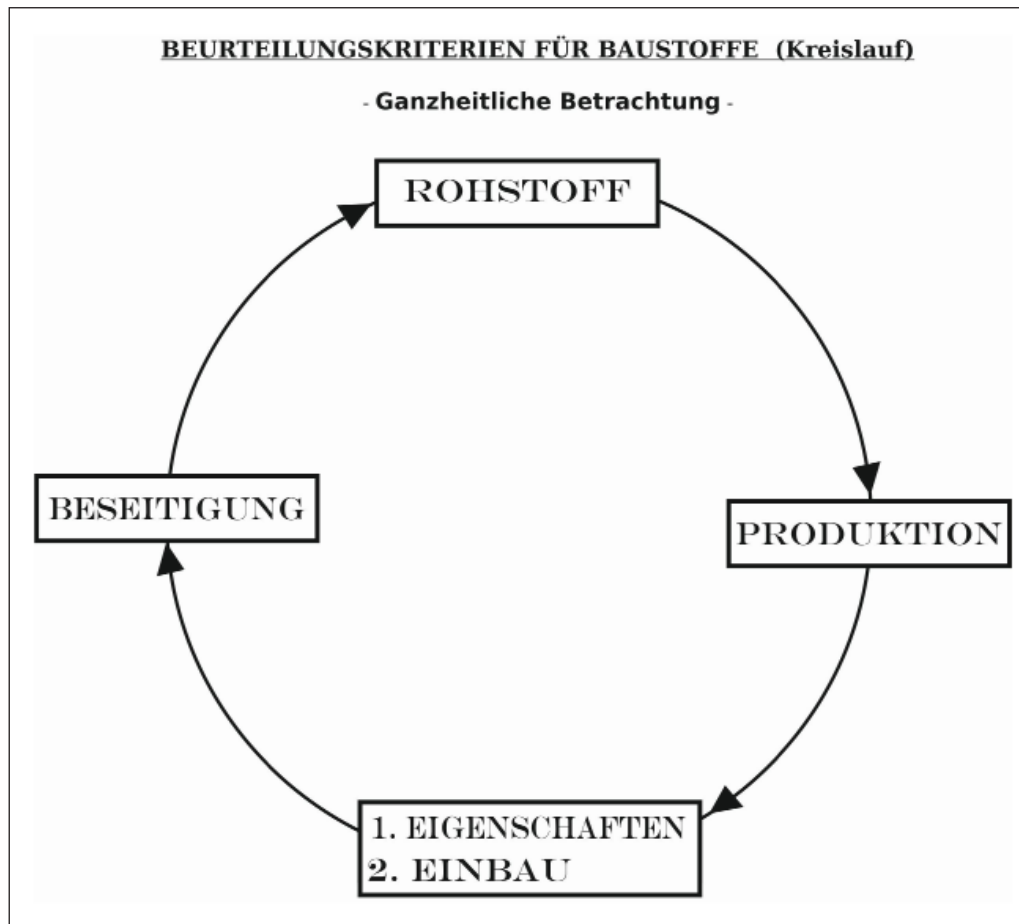 BEURTEILUNGSKRITERIEN FÜR BAUSTOFFE (Kreislauf)
- Ganzheitliche Betrachtung -
ROHSTOFF
BESEITIGUNG
PRODUKTION
1. EIGENSCHAFTEN
2. EINBAU